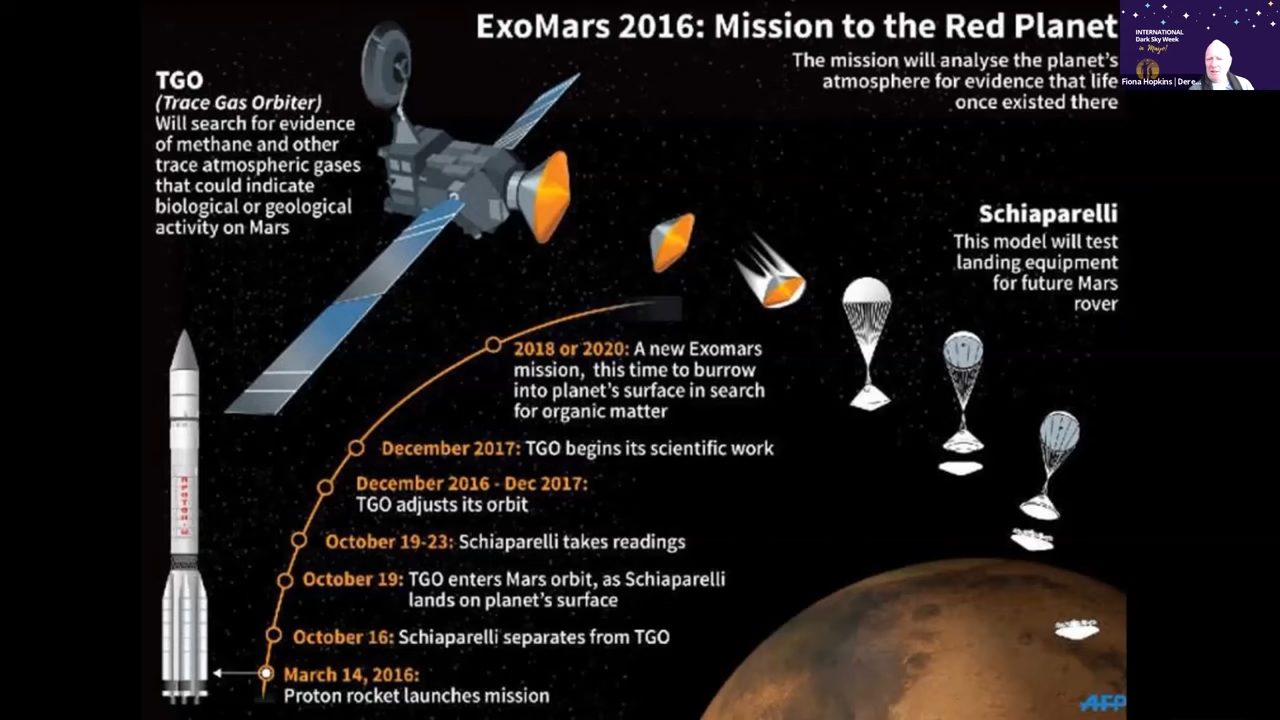 ExoMars 2016: Mission to the Red Planet
The mission will analyse the planet's
atmosphere for evidence that life
once existed there
INTERNATIONAL
Dark Sky Week
in Mayo!
Fiona Hopkins | Dere...
TGO
(Trace Gas Orbiter)
Will search for evidence
of methane and other
trace atmospheric gases
that could indicate
biological or geological
activity on Mars
Schiaparelli
This model will test
landing equipment
for future Mars
rover
2018 or 2020: A new Exomars
mission, this time to burrow
into planet's surface in search
for organic matter
December 2017: TGO begins its scientific work
December 2016 - Dec 2017:
TGO adjusts its orbit
October 19-23: Schiaparelli takes readings
October 19: TGO enters Mars orbit, as Schiaparelli
lands on planet's surface
October 16: Schiaparelli separates from TGO
March 14, 2016:
Proton rocket launches mission
ПРОТОН-М
AFP